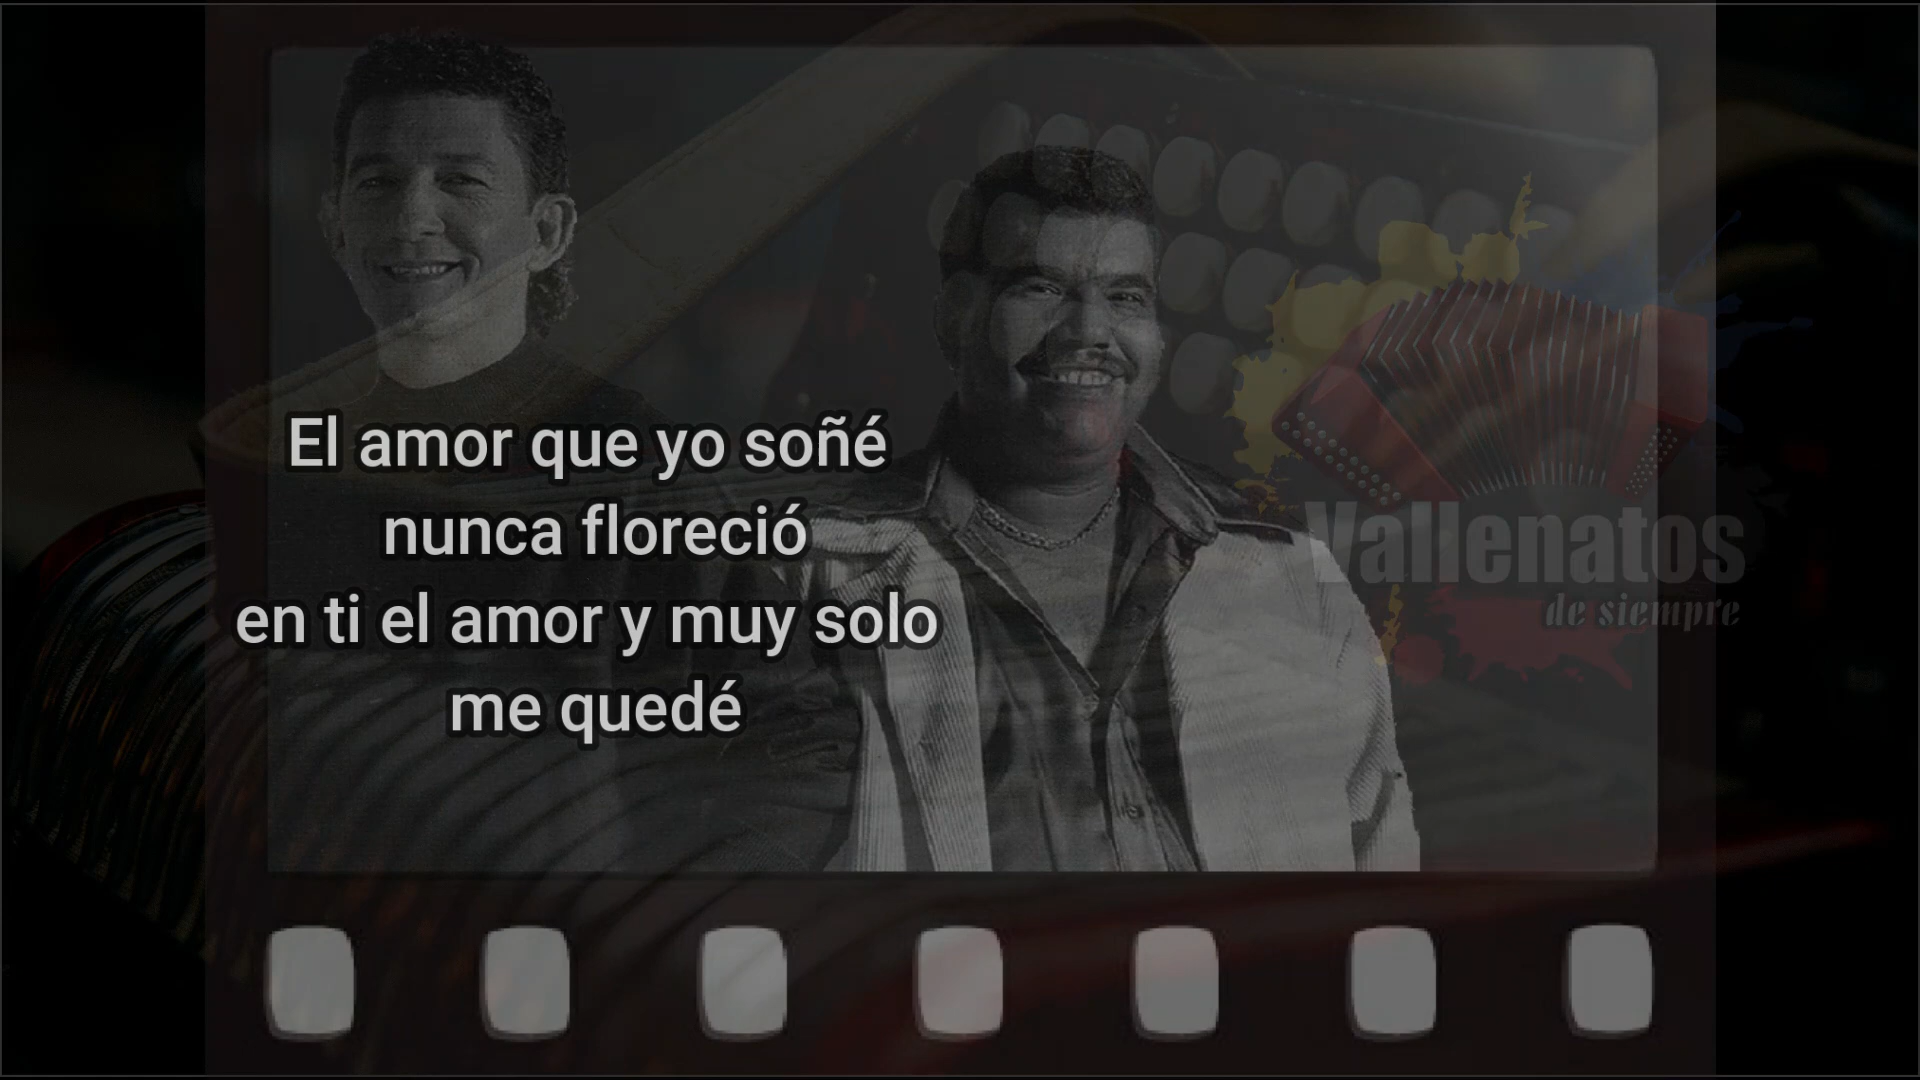 El amor que yo soñé
nunca floreció
en ti el amor y muy solo
me quedé
Vallenatos
de siempre